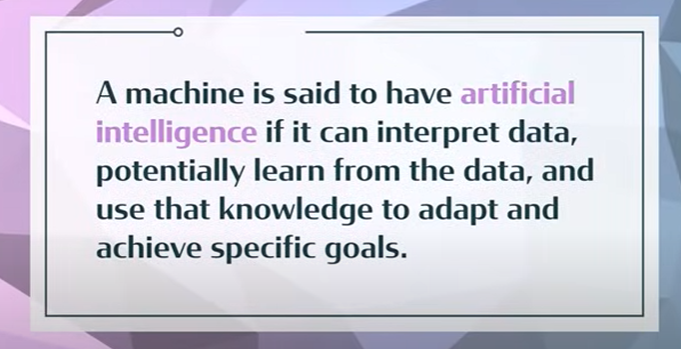 A machine is said to have artificial
intelligence if it can interpret data,
potentially learn from the data, and
use that knowledge to adapt and
achieve specific goals.